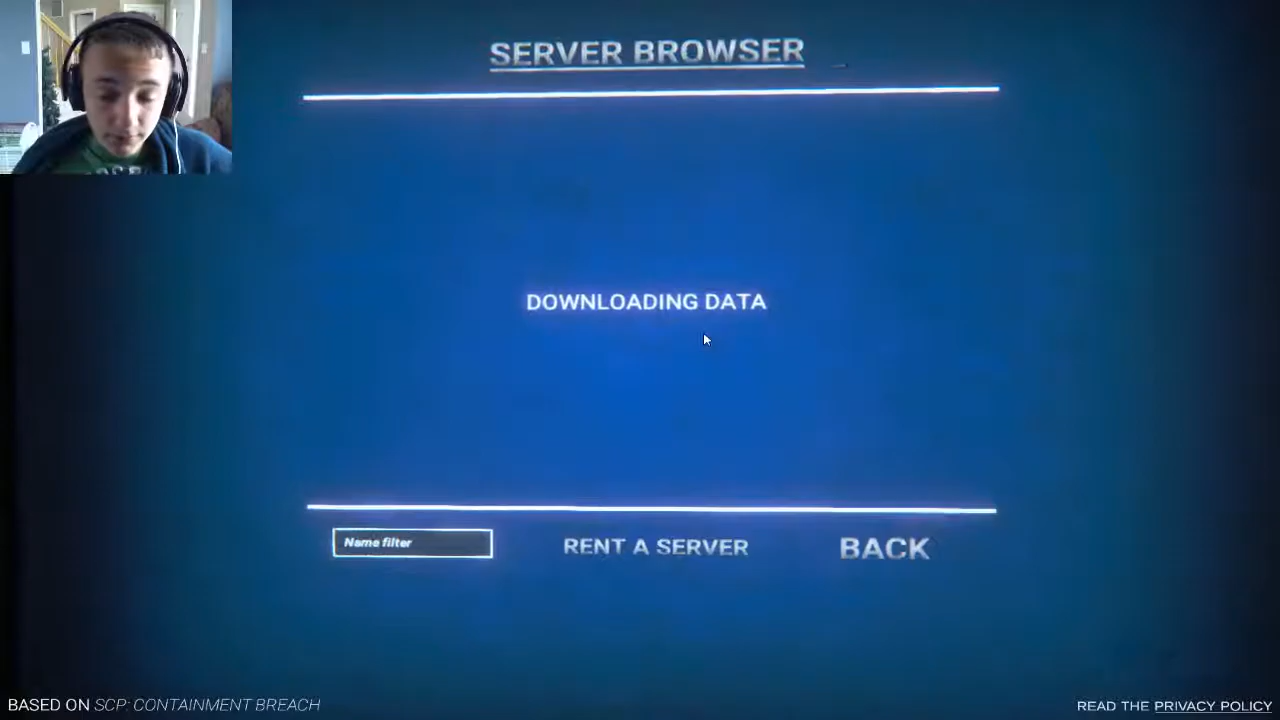 SERVER BROWSER
DOWNLOADING DATA
Name filter
RENT A SERVER
BACK
BASED ON SCP: CONTAINMENT BREACH
READ THE PRIVACY POLICY